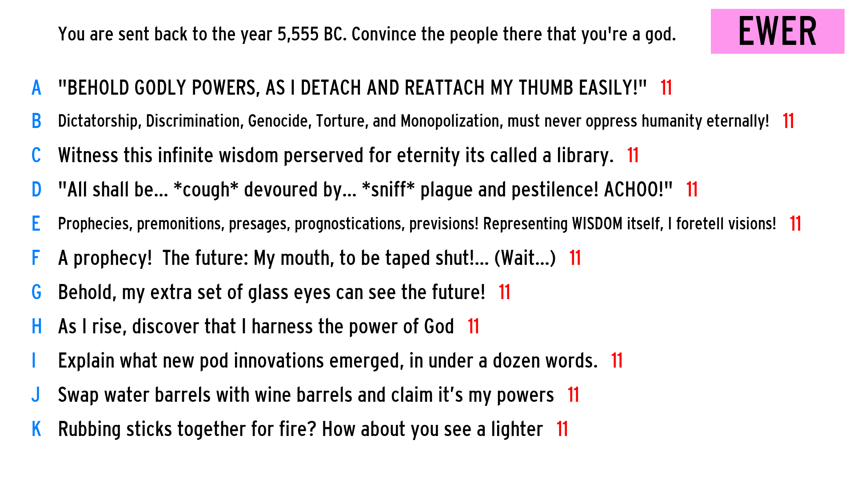 You are sent back to the year 5,555 BC. Convince the people there that you're a god.
EWER
A "BEHOLD GODLY POWERS, AS I DETACH AND REATTACH MY THUMB EASILY!" 11
B Dictatorship, Discrimination, Genocide, Torture, and Monopolization, must never oppress humanity eternally! 11
C Witness this infinite wisdom perserved for eternity its called a library. 11
D "All shall be... *cough* devoured by... *sniff* plague and pestilence! ACHOO!" 11
E Prophecies, premonitions, presages, prognostications, previsions! Representing WISDOM itself, I foretell visions! 11
F A prophecy!  The future: My mouth, to be taped shut!... (Wait...) 11
G Behold, my extra set of glass eyes can see the future! 11
H As I rise, discover that I harness the power of God 11
I Explain what new pod innovations emerged, in under a dozen words. 11
J Swap water barrels with wine barrels and claim it’s my powers 11
K Rubbing sticks together for fire? How about you see a lighter 11